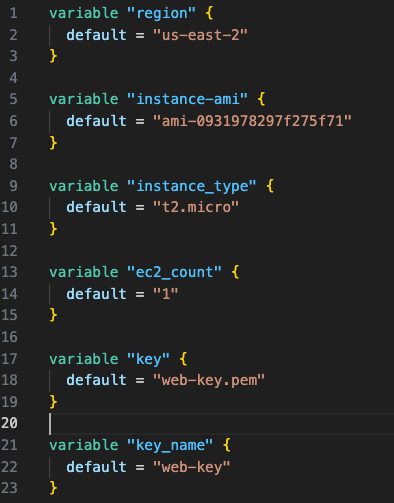 1 variable "region" {
2 default = "us-east-2"
3 }
4
5 variable "instance-ami" {
6 default = "ami-0931978297f275f71"
7 }
8
9 variable "instance_type" {
10 default = "t2.micro"
11 }
12
13 variable "ec2_count" {
14 default = "1"
15 }
16
17 variable "key" {
18 default = "web-key.pem"
19 }
20
21 variable "key_name" {
22 default = "web-key"
23 }